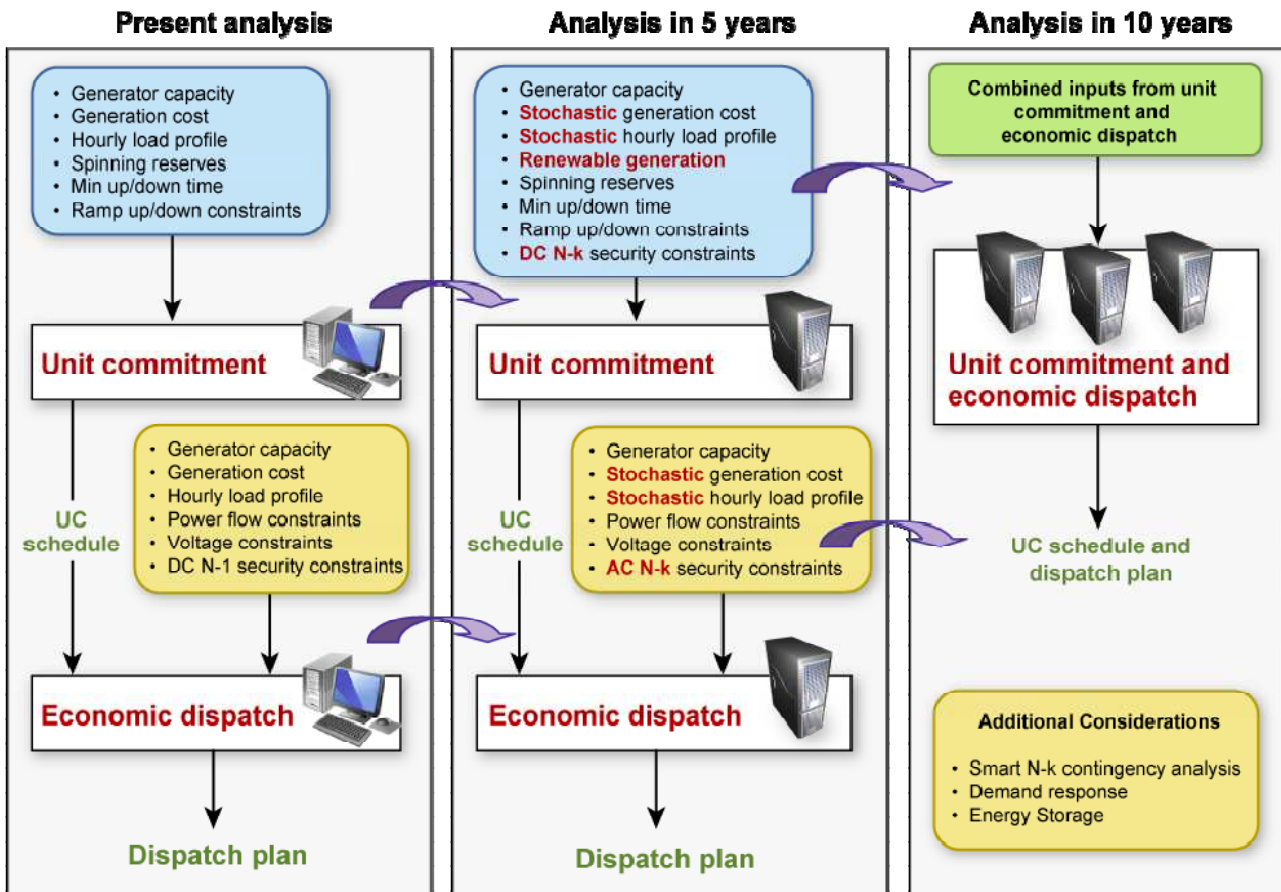 Present analysis
• Generator capacity
• Generation cost
• Hourly load profile
• Spinning reserves
• Min up/down time
• Ramp up/down constraints
Unit commitment
• Generator capacity
• Generation cost
• Hourly load profile
• Power flow constraints
• Voltage constraints
• DC N-1 security constraints
UC
schedule
Economic dispatch
Dispatch plan
Analysis in 5 years
• Generator capacity
• Stochastic generation cost
• Stochastic hourly load profile
• Renewable generation
• Spinning reserves
• Min up/down time
• Ramp up/down constraints
• DC N-k security constraints
Unit commitment
• Generator capacity
• Stochastic generation cost
• Stochastic hourly load profile
• Power flow constraints
• Voltage constraints
• AC N-k security constraints
UC
schedule
Economic dispatch
Dispatch plan
Analysis in 10 years
Combined inputs from unit
commitment and
economic dispatch
Unit commitment and
economic dispatch
UC schedule and
dispatch plan
Additional Considerations
• Smart N-k contingency analysis
• Demand response
• Energy Storage